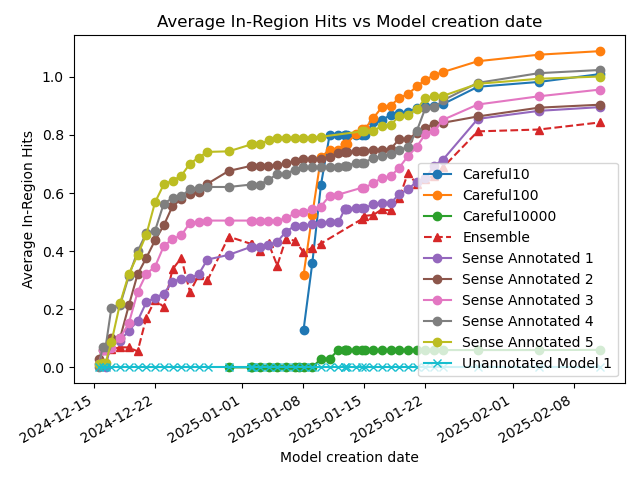 Average In-Region Hits vs Model creation date
Average In-Region Hits
1.0
0.8
0.6
0.4
0.2
0.0
Careful10
Careful100
Careful10000
Ensemble
Sense Annotated 1
Sense Annotated 2
Sense Annotated 3
Sense Annotated 4
Sense Annotated 5
Unannotated Model 1
2024-12-15
2024-12-22
2025-01-01
2025-01-08
2025-01-15
2025-01-22
2025-02-01
2025-02-08
Model creation date